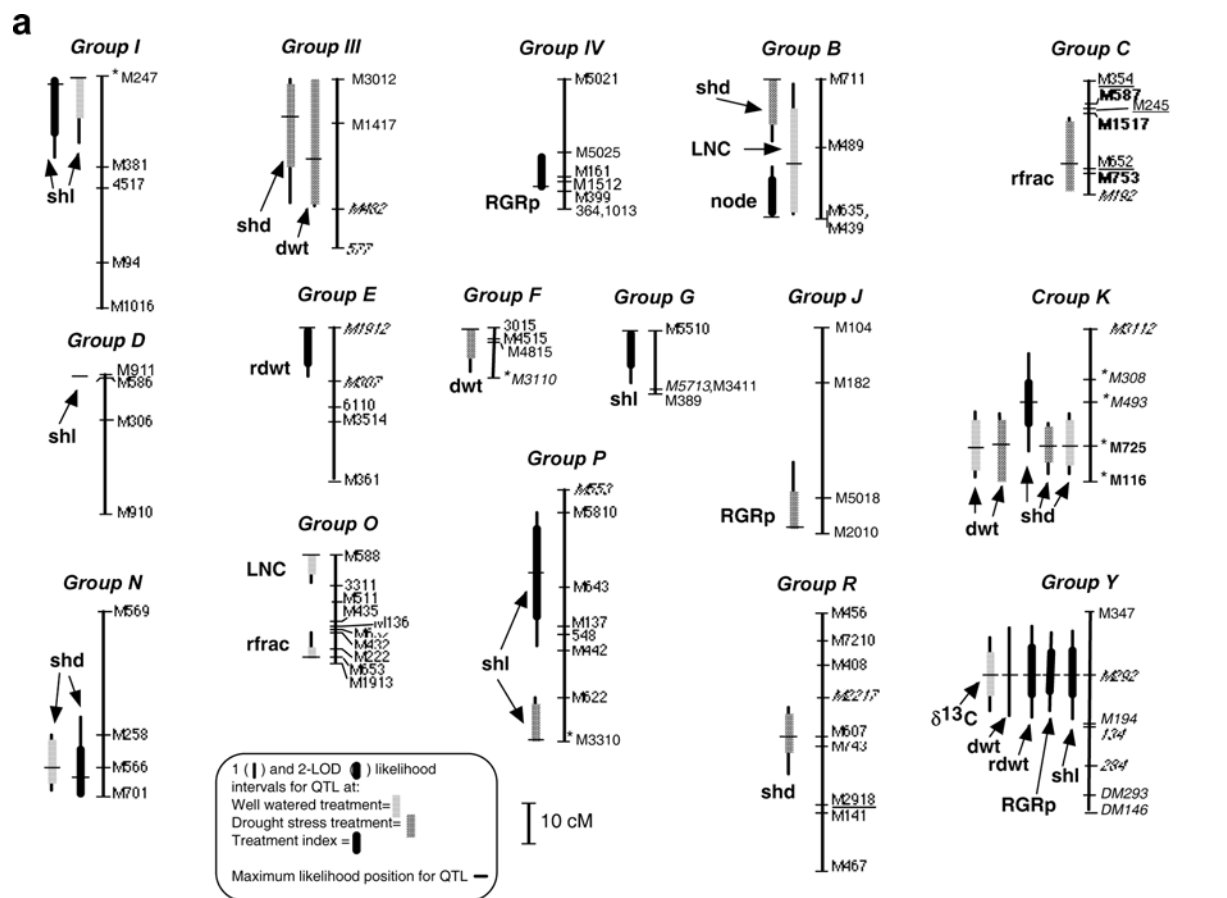 a
Group I
* M247
M381
4517
M94
M1016
shl
Group III
M3012
M1417
M432
577
shd
dwt
Group IV
M5021
M5025
M161
M1512
M399
364,1013
RGRp
Group B
M711
M489
M635,
M439
shd
LNC
node
Group C
M354
M587
M245
M1517
M652
M753
M192
rfrac
Group D
M911
M586
M306
M910
shl
Group E
M1912
M307
6110
M3514
M361
rdwt
Group F
3015
M4515
M4815
* M3110
dwt
Group G
M5510
M5713,M3411
M389
shl
Group J
M104
M182
M5018
M2010
RGRp
Croup K
M3112
* M308
* M493
* M725
* M116
dwt
shd
Group N
M569
M258
M566
M701
shd
Group O
M588
3311
M511
M435
M136
M432
M222
M653
M1913
LNC
rfrac
Group P
M553
M5810
M643
M137
548
M442
M622
* M3310
shl
Group R
M456
M7210
M408
M2217
M607
M743
M2918
M141
M467
shd
Group Y
M347
M292
M194
134
284
DM293
DM146
δ13C
dwt
rdwt
RGRp
shl
1 ( ) and 2-LOD ( ) likelihood
intervals for QTL at:
Well watered treatment=
Drought stress treatment=
Treatment index =
Maximum likelihood position for QTL
10 cM